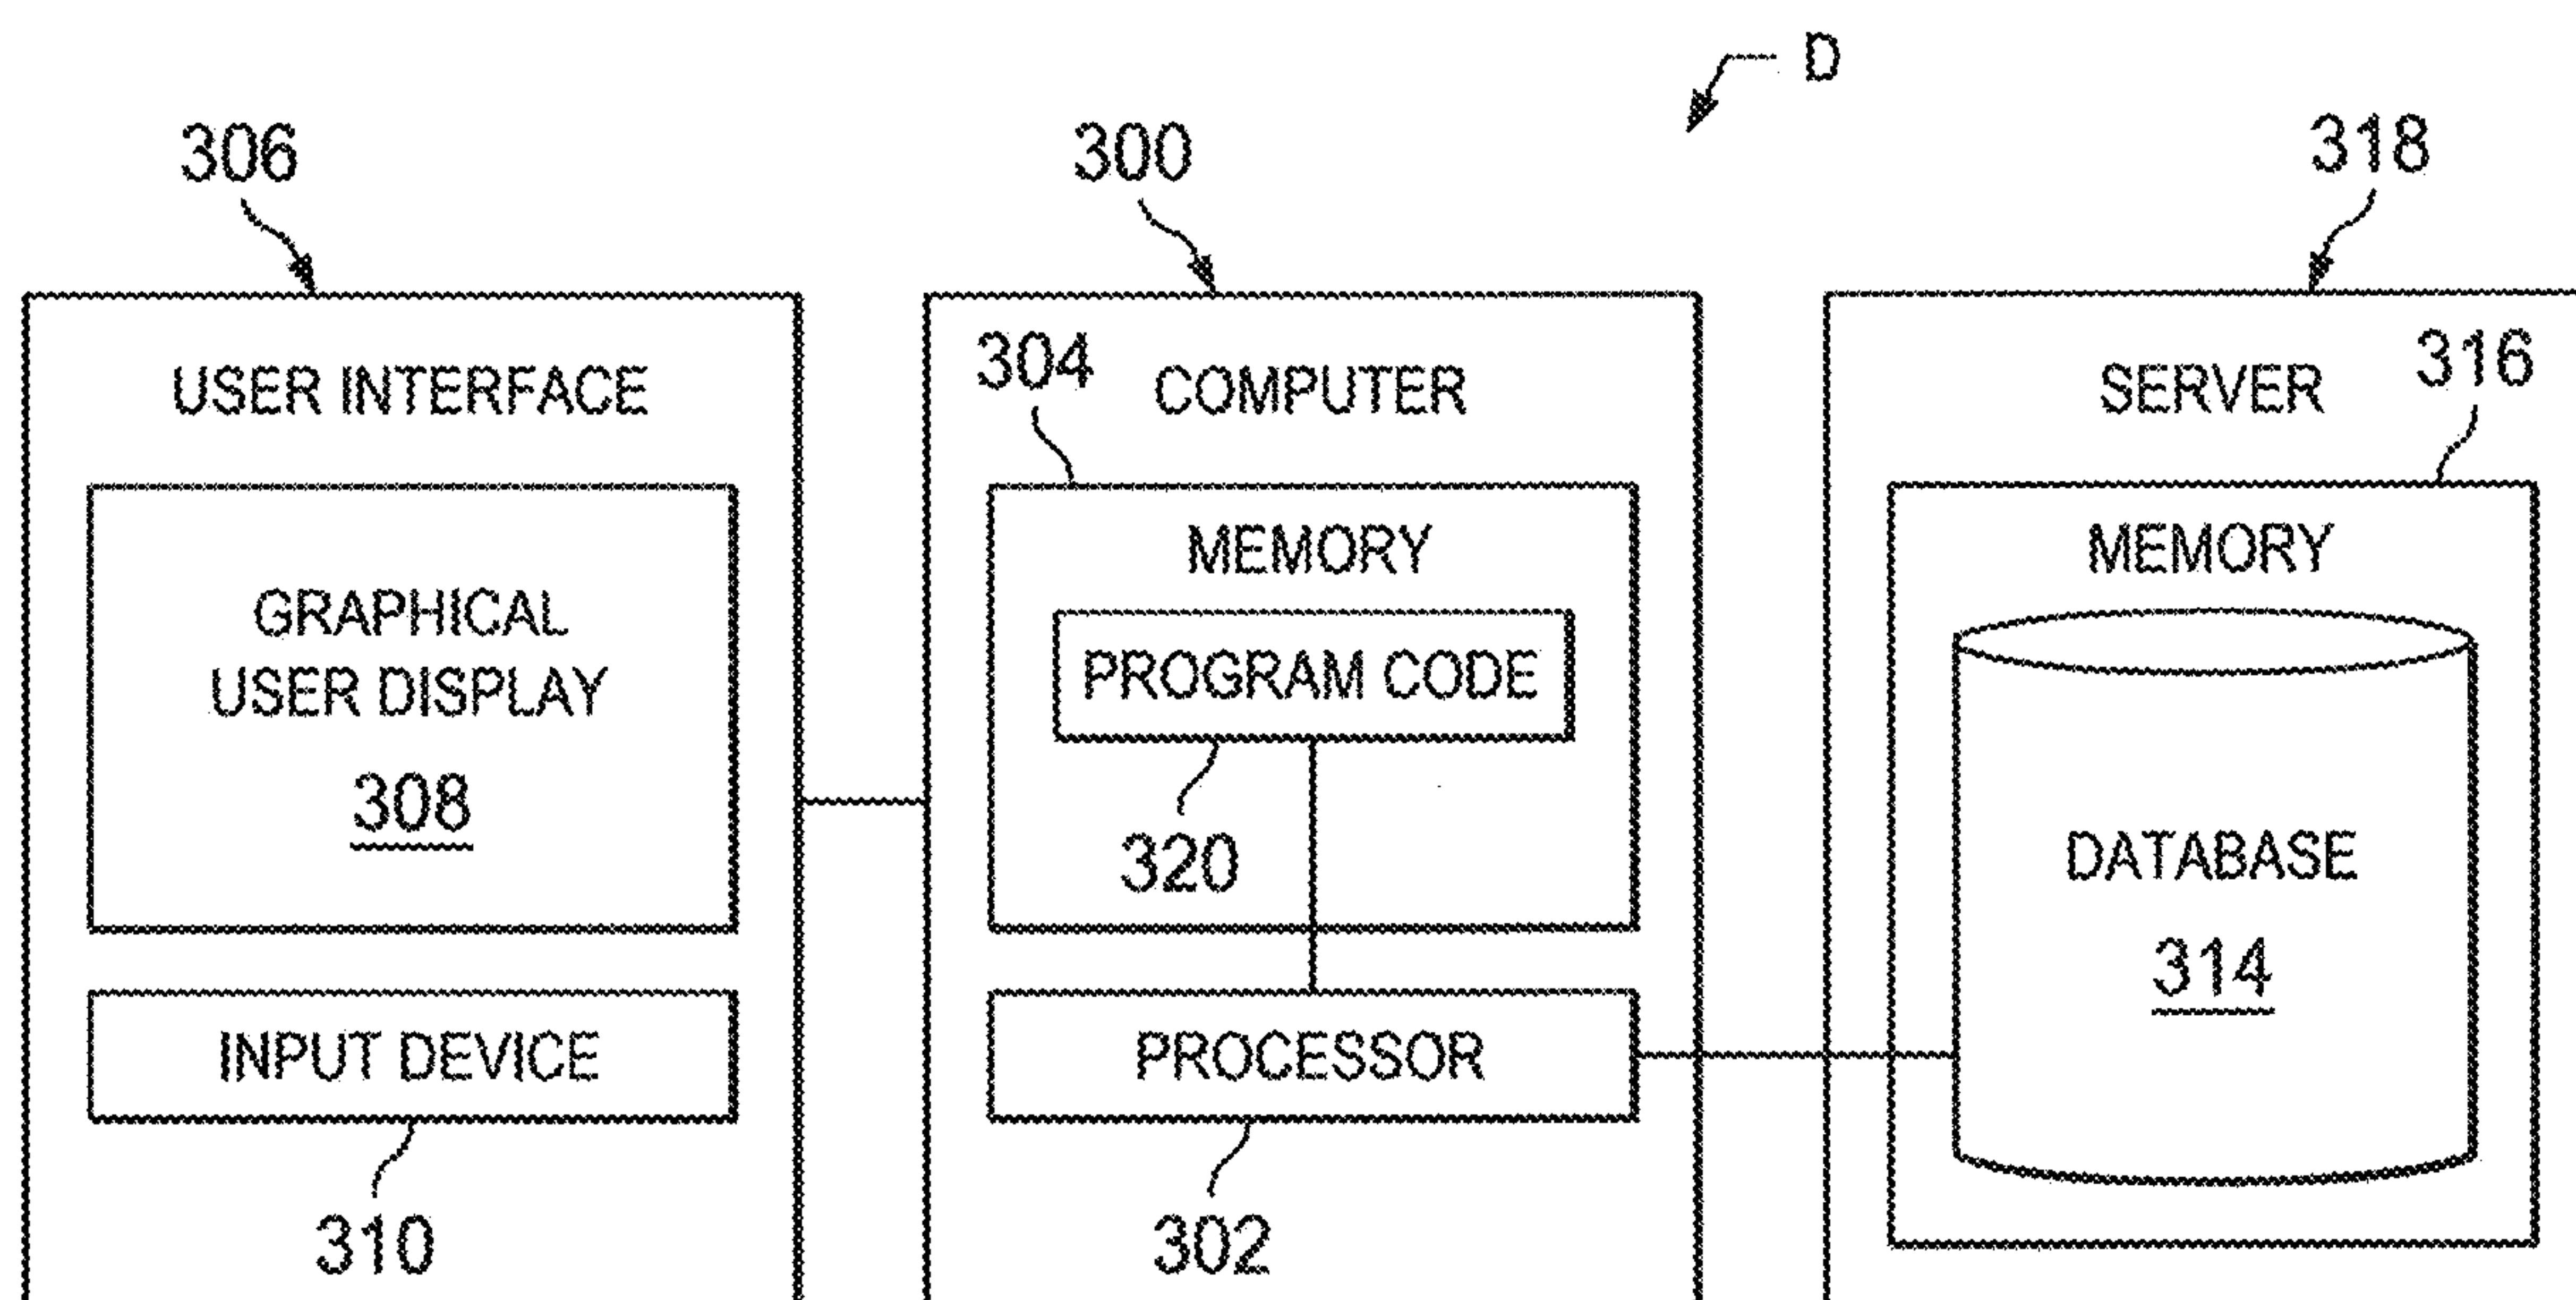 D
306
300
318
USER INTERFACE
304
COMPUTER
SERVER
316
GRAPHICAL
USER DISPLAY
308
MEMORY
PROGRAM CODE
320
MEMORY
DATABASE
314
INPUT DEVICE
310
PROCESSOR
302